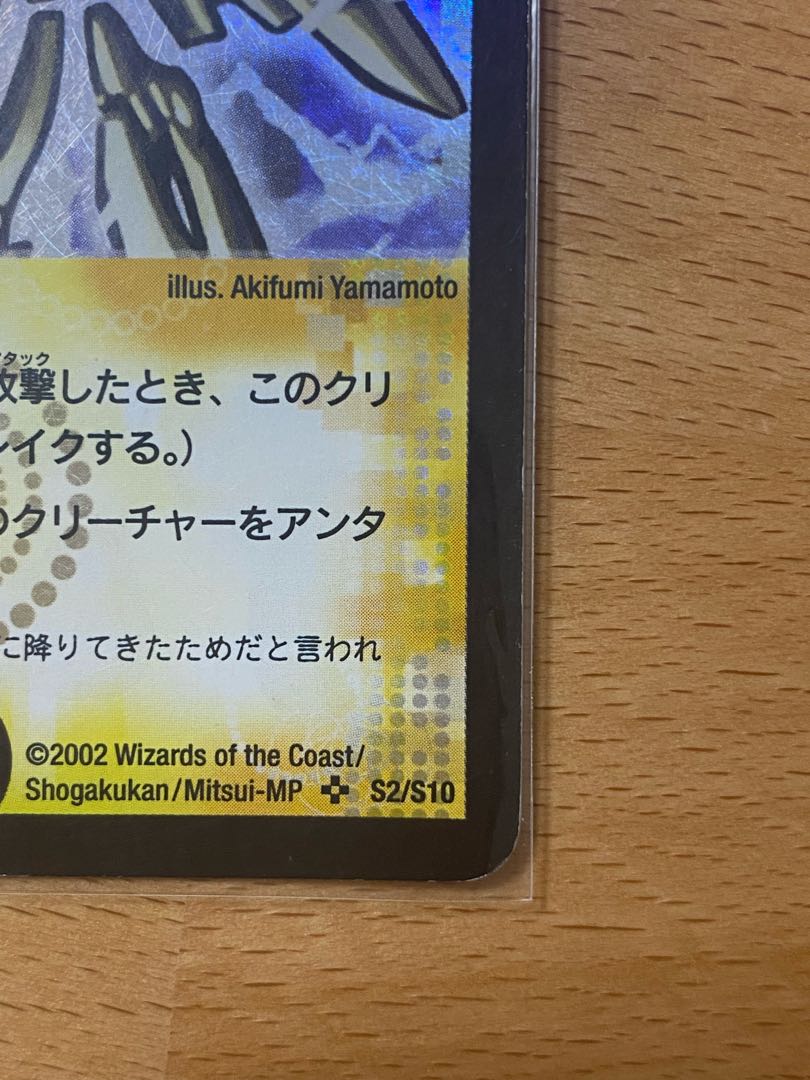 illus. Akifumi Yamamoto
タック
攻撃したとき、このクリ
レイクする。)
のクリーチャーをアンタ
に降りてきたためだと言われ
©2002 Wizards of the Coast/
Shogakukan/Mitsui-MP S2/S10